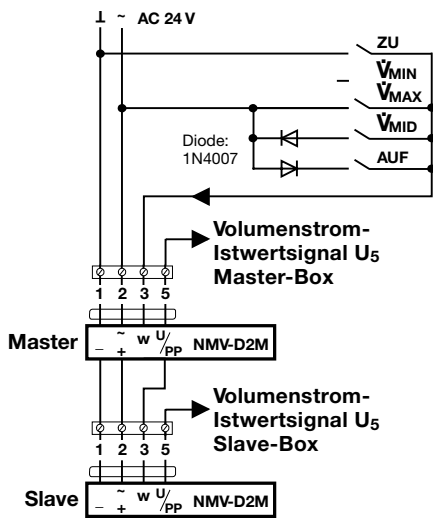 ⊥ ~ AC 24 V
ZU
V̇MIN
V̇MAX
V̇MID
AUF
Diode:
1N4007
Volumenstrom-
Istwertsignal U5
Master-Box
1 2 3 5
Master
– ~+ w U/PP NMV-D2M
Volumenstrom-
Istwertsignal U5
Slave-Box
1 2 3 5
Slave
– ~+ w U/PP NMV-D2M